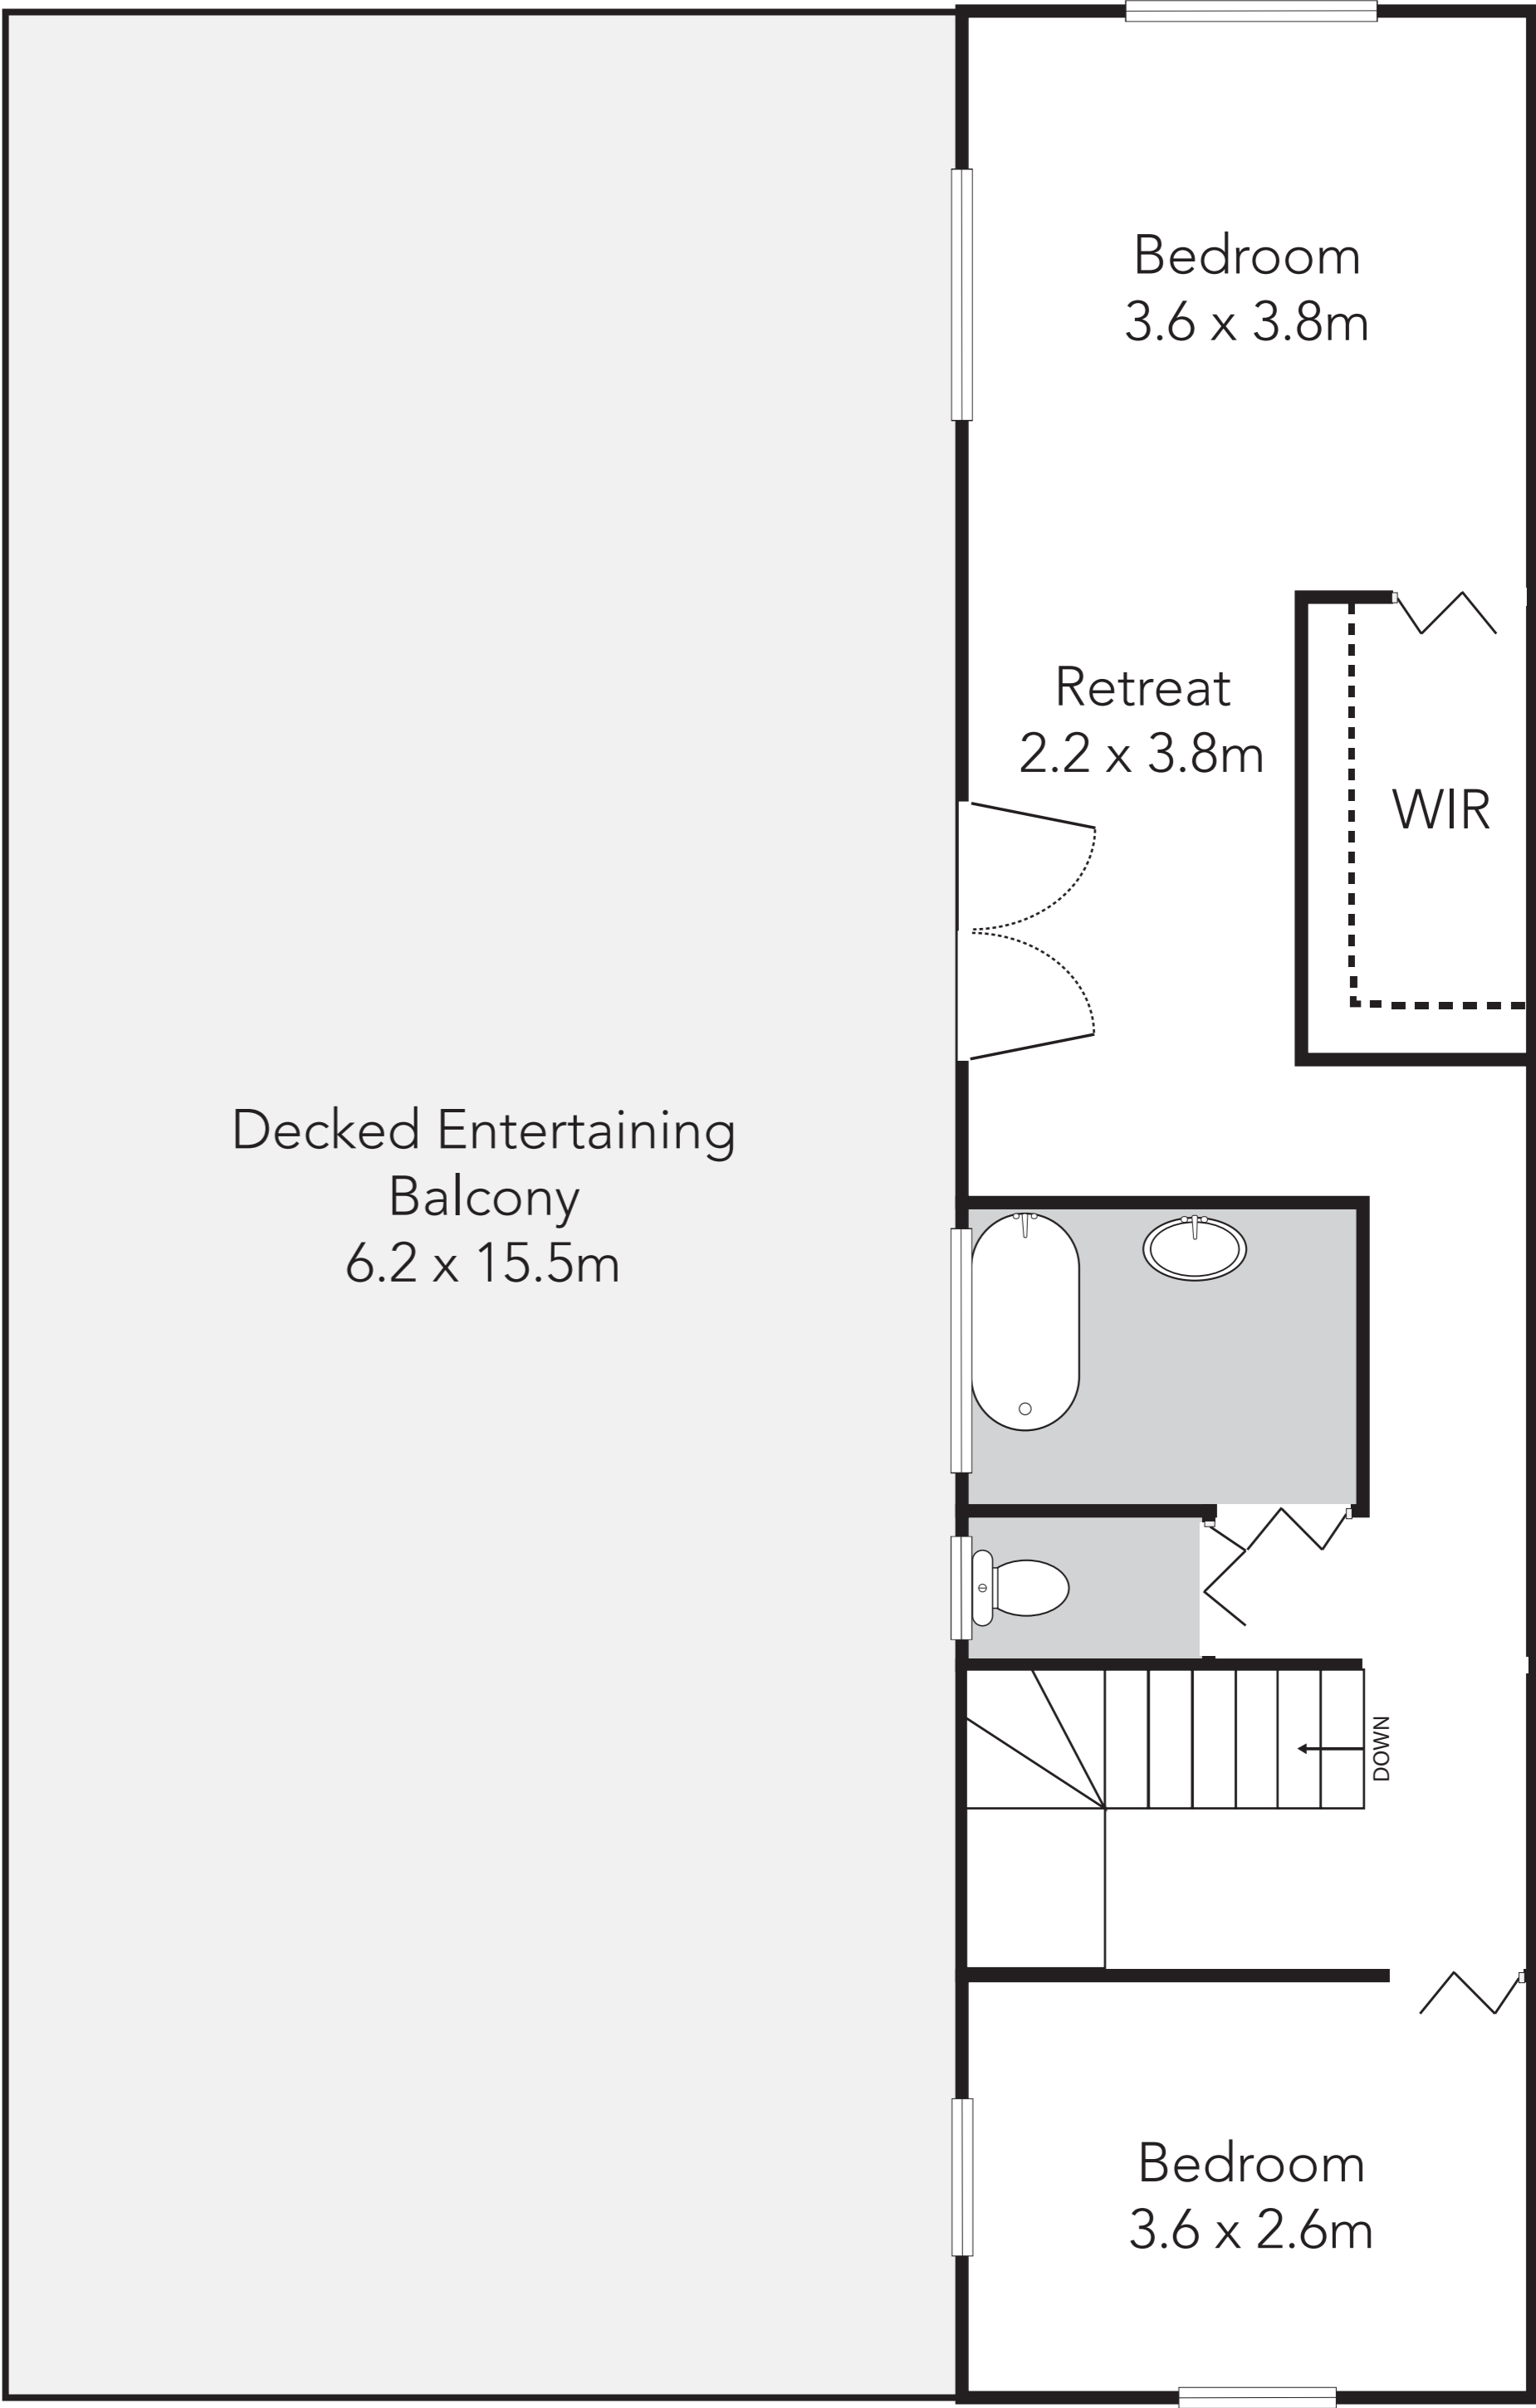 Bedroom
3.6 x 3.8m
Retreat
2.2 x 3.8m
WIR
Decked Entertaining
Balcony
6.2 x 15.5m
DOWN
Bedroom
3.6 x 2.6m